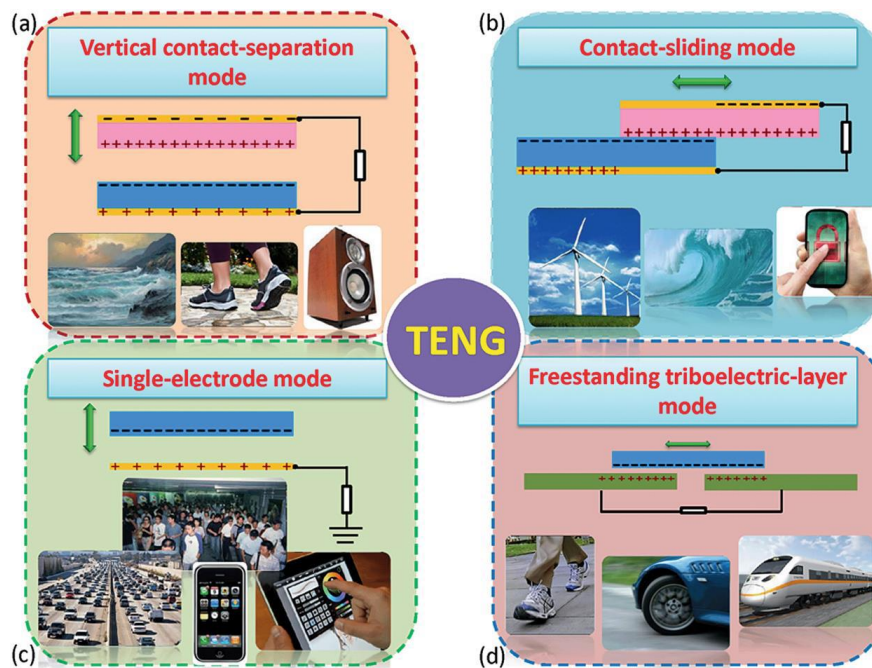 (a)
Vertical contact-separation
mode
(b)
Contact-sliding mode
TENG
Single-electrode mode
(c)
Freestanding triboelectric-layer
mode
(d)